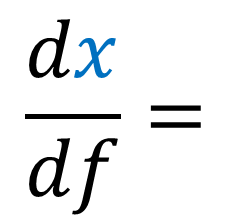 dx
df =